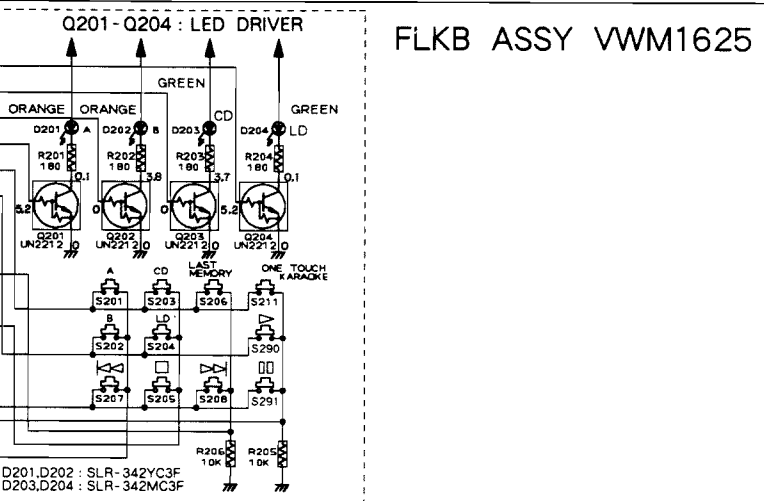 Q201-Q204 : LED DRIVER
FLKB ASSY VWM1625
GREEN
ORANGE ORANGE CD GREEN
D201 A D202 B D203 D204 LD
R201 R202 R203 R204
180 180 180 180
0.1 3.8 3.7 0.1
5.2 0 0 5.2
Q201 Q202 Q203 Q204
UN2212 0 UN2212 0 UN2212 0 UN2212 0
A CD LAST MEMORY ONE TOUCH KARAOKE
S201 S203 S206 S211
B LD
S202 S204 S290
S207 S205 S208 S291
R206 R205
10K 10K
D201,D202 : SLR-342YC3F
D203,D204 : SLR-342MC3F